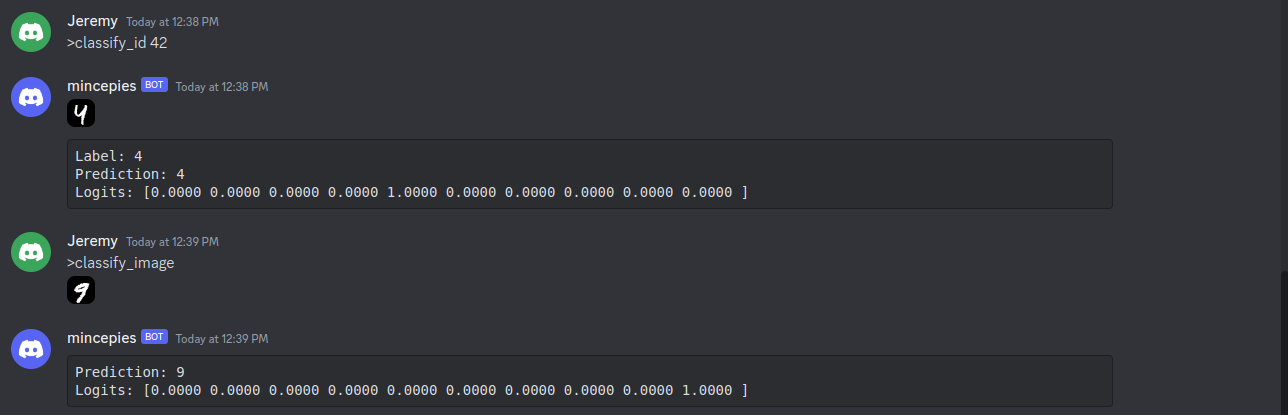 Jeremy Today at 12:38 PM
>classify_id 42
mincepies BOT Today at 12:38 PM
4
Label: 4
Prediction: 4
Logits: [0.0000 0.0000 0.0000 0.0000 1.0000 0.0000 0.0000 0.0000 0.0000 0.0000 ]
Jeremy Today at 12:39 PM
>classify_image
9
mincepies BOT Today at 12:39 PM
Prediction: 9
Logits: [0.0000 0.0000 0.0000 0.0000 0.0000 0.0000 0.0000 0.0000 0.0000 1.0000 ]